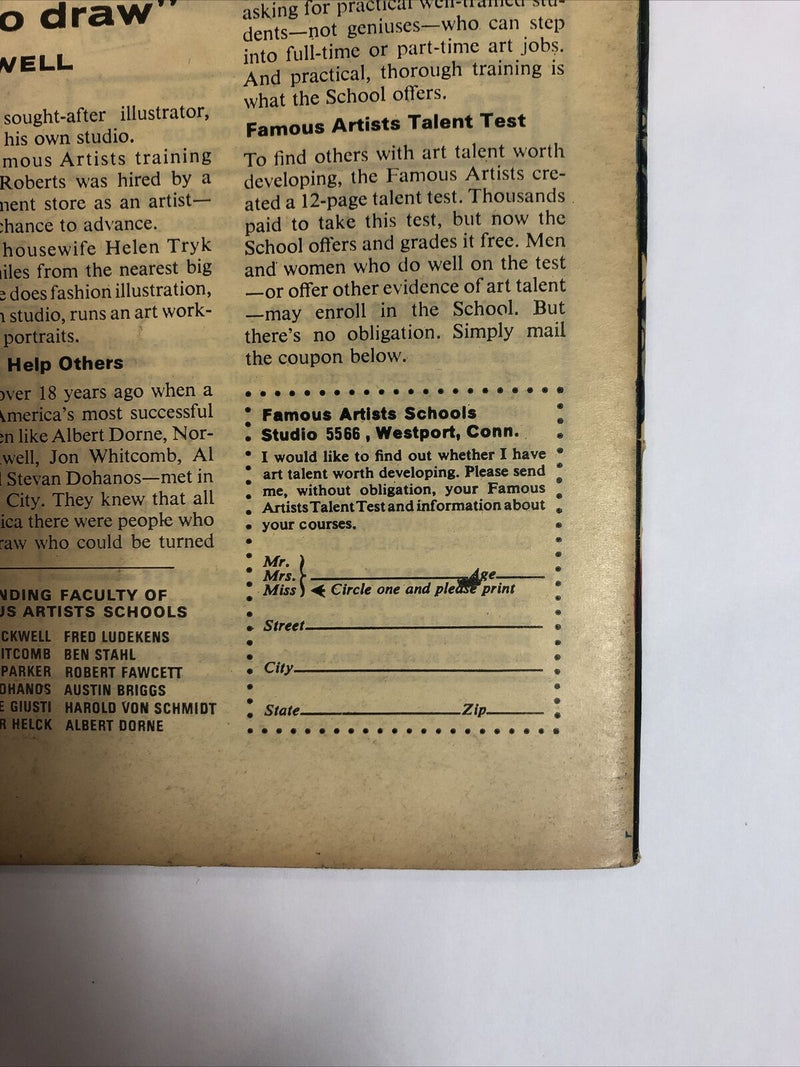 o draw"
WELL
sought-after illustrator,
his own studio.
mous Artists training
Roberts was hired by a
nent store as an artist—
chance to advance.
housewife Helen Tryk
iles from the nearest big
e does fashion illustration,
n studio, runs an art work-
portraits.
Help Others
over 18 years ago when a
America's most successful
en like Albert Dorne, Nor-
well, Jon Whitcomb, Al
Stevan Dohanos—met in
City. They knew that all
ica there were people who
raw who could be turned
NDING FACULTY OF
US ARTISTS SCHOOLS
CKWELL FRED LUDEKENS
ITCOMB BEN STAHL
PARKER ROBERT FAWCETT
OHANOS AUSTIN BRIGGS
E GIUSTI HAROLD VON SCHMIDT
R HELCK ALBERT DORNE
asking for practical well-trained stu-
dents—not geniuses—who can step
into full-time or part-time art jobs.
And practical, thorough training is
what the School offers.
Famous Artists Talent Test
To find others with art talent worth
developing, the Famous Artists cre-
ated a 12-page talent test. Thousands
paid to take this test, but now the
School offers and grades it free. Men
and women who do well on the test
—or offer other evidence of art talent
—may enroll in the School. But
there's no obligation. Simply mail
the coupon below.
Famous Artists Schools
Studio 5566 , Westport, Conn.
I would like to find out whether I have
art talent worth developing. Please send
me, without obligation, your Famous
Artists Talent Test and information about
your courses.
Mr.
Mrs. Age
Miss Circle one and please print
Street
City
State Zip